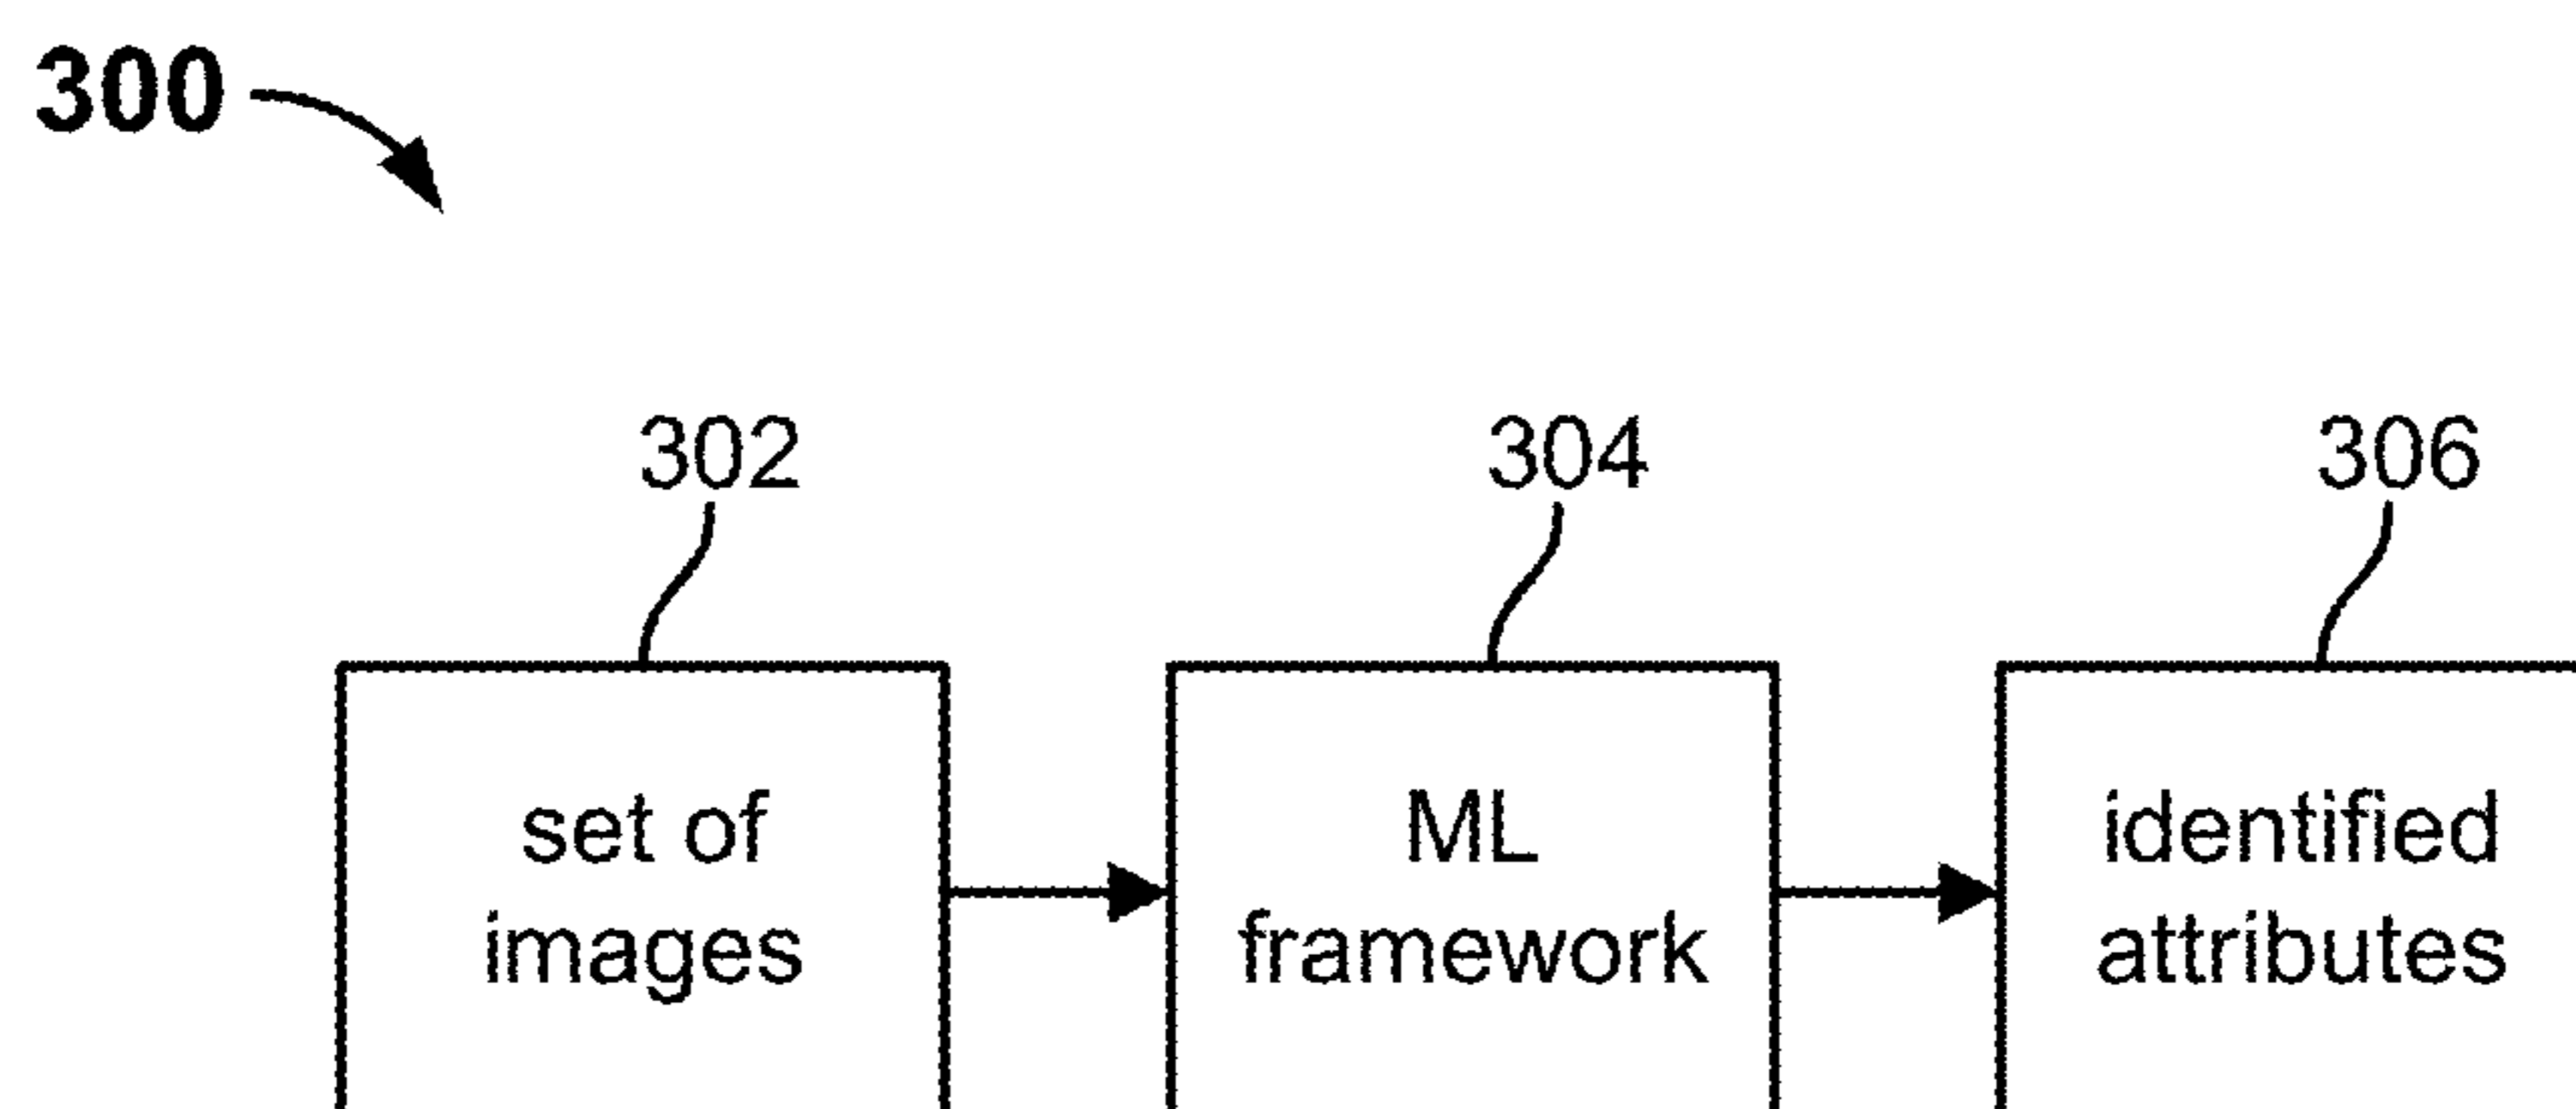 300
302
304
306
set of
images
ML
framework
identified
attributes